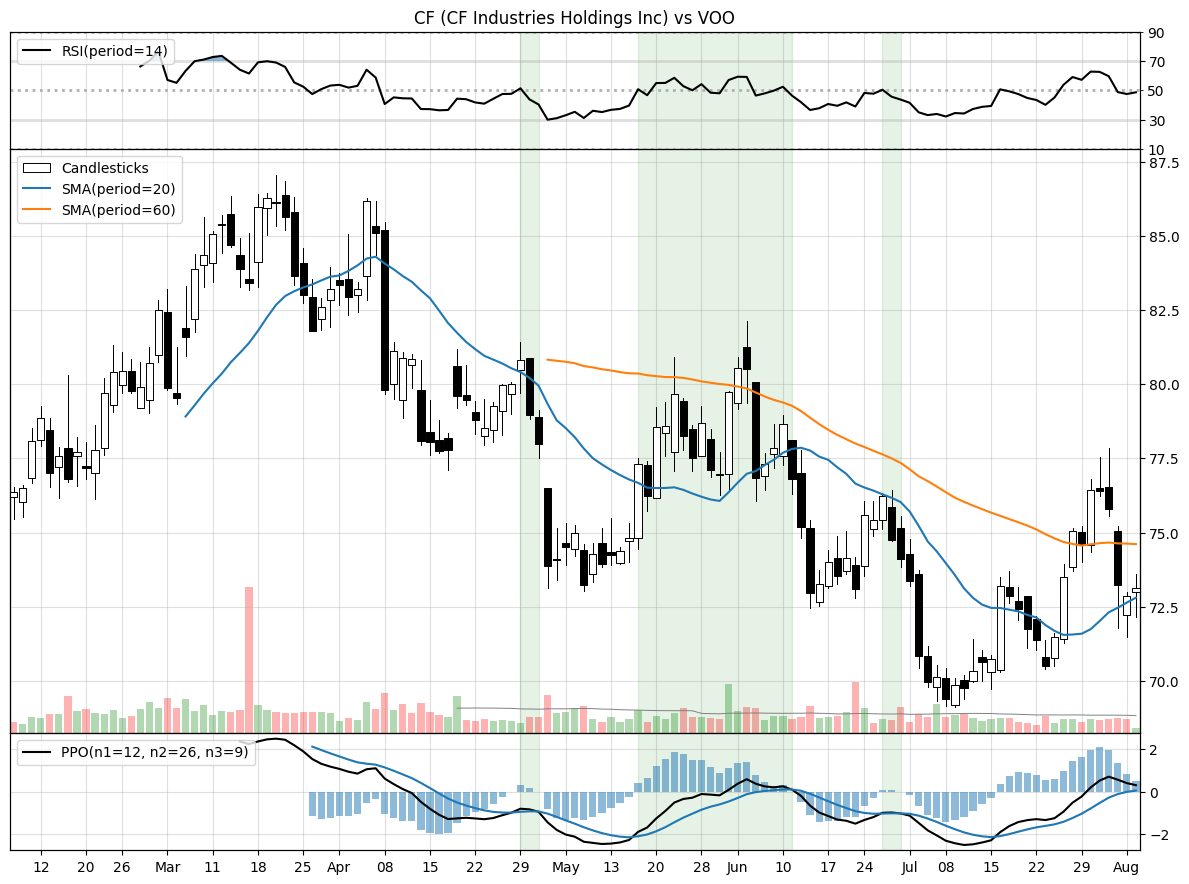 CF (CF Industries Holdings Inc) vs VOO
RSI(period=14)
90
70
50
30
10
Candlesticks
SMA(period=20)
SMA(period=60)
87.5
85.0
82.5
80.0
77.5
75.0
72.5
70.0
PPO(n1=12, n2=26, n3=9)
2
0
−2
12 20 26 Mar 11 18 25 Apr 08 15 22 29 May 13 20 28 Jun 10 17 24 Jul 08 15 22 29 Aug